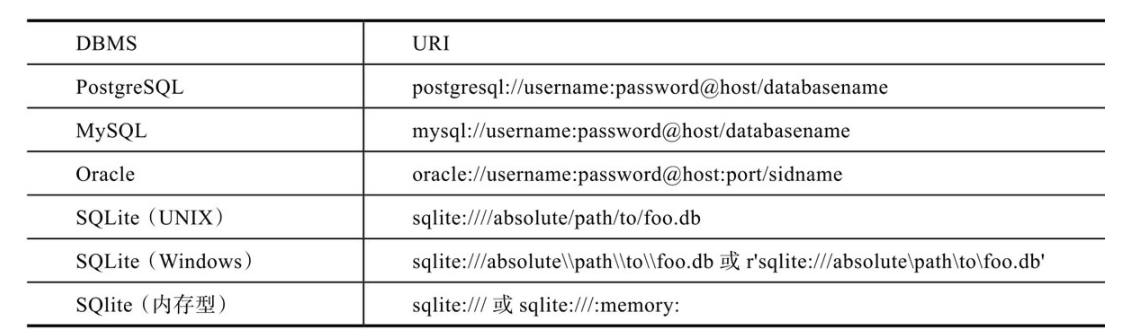 DBMS URI
PostgreSQL postgresql://username:password@host/databasename
MySQL mysql://username:password@host/databasename
Oracle oracle://username:password@host:port/sidname
SQLite（UNIX） sqlite:////absolute/path/to/foo.db
SQLite（Windows） sqlite:///absolute\\path\\to\\foo.db 或 r'sqlite:///absolute\path\to\foo.db'
SQlite（内存型） sqlite:/// 或 sqlite:///:memory: